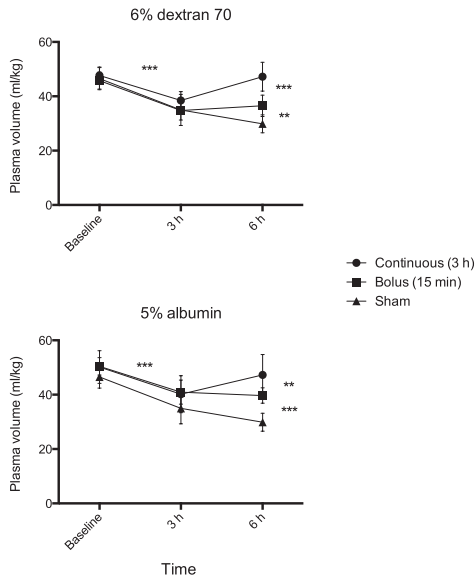 6% dextran 70
60
40
20
0
Plasma volume (ml/kg)
***
***
**
Baseline
3 h
6 h
Continuous (3 h)
Bolus (15 min)
Sham
5% albumin
60
40
20
0
Plasma volume (ml/kg)
***
**
***
Baseline
3 h
6 h
Time